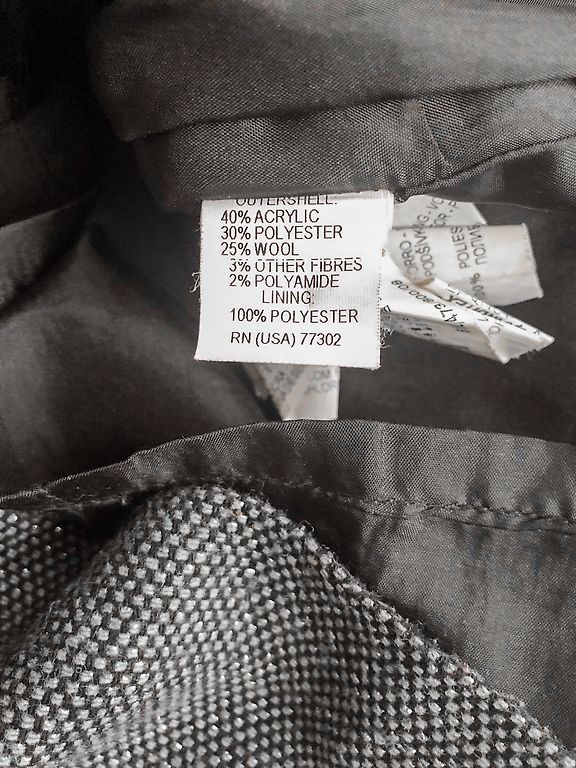 OUTERSHELL:
40% ACRYLIC
30% POLYESTER
25% WOOL
3% OTHER FIBRES
2% POLYAMIDE
LINING:
100% POLYESTER
RN (USA) 77302